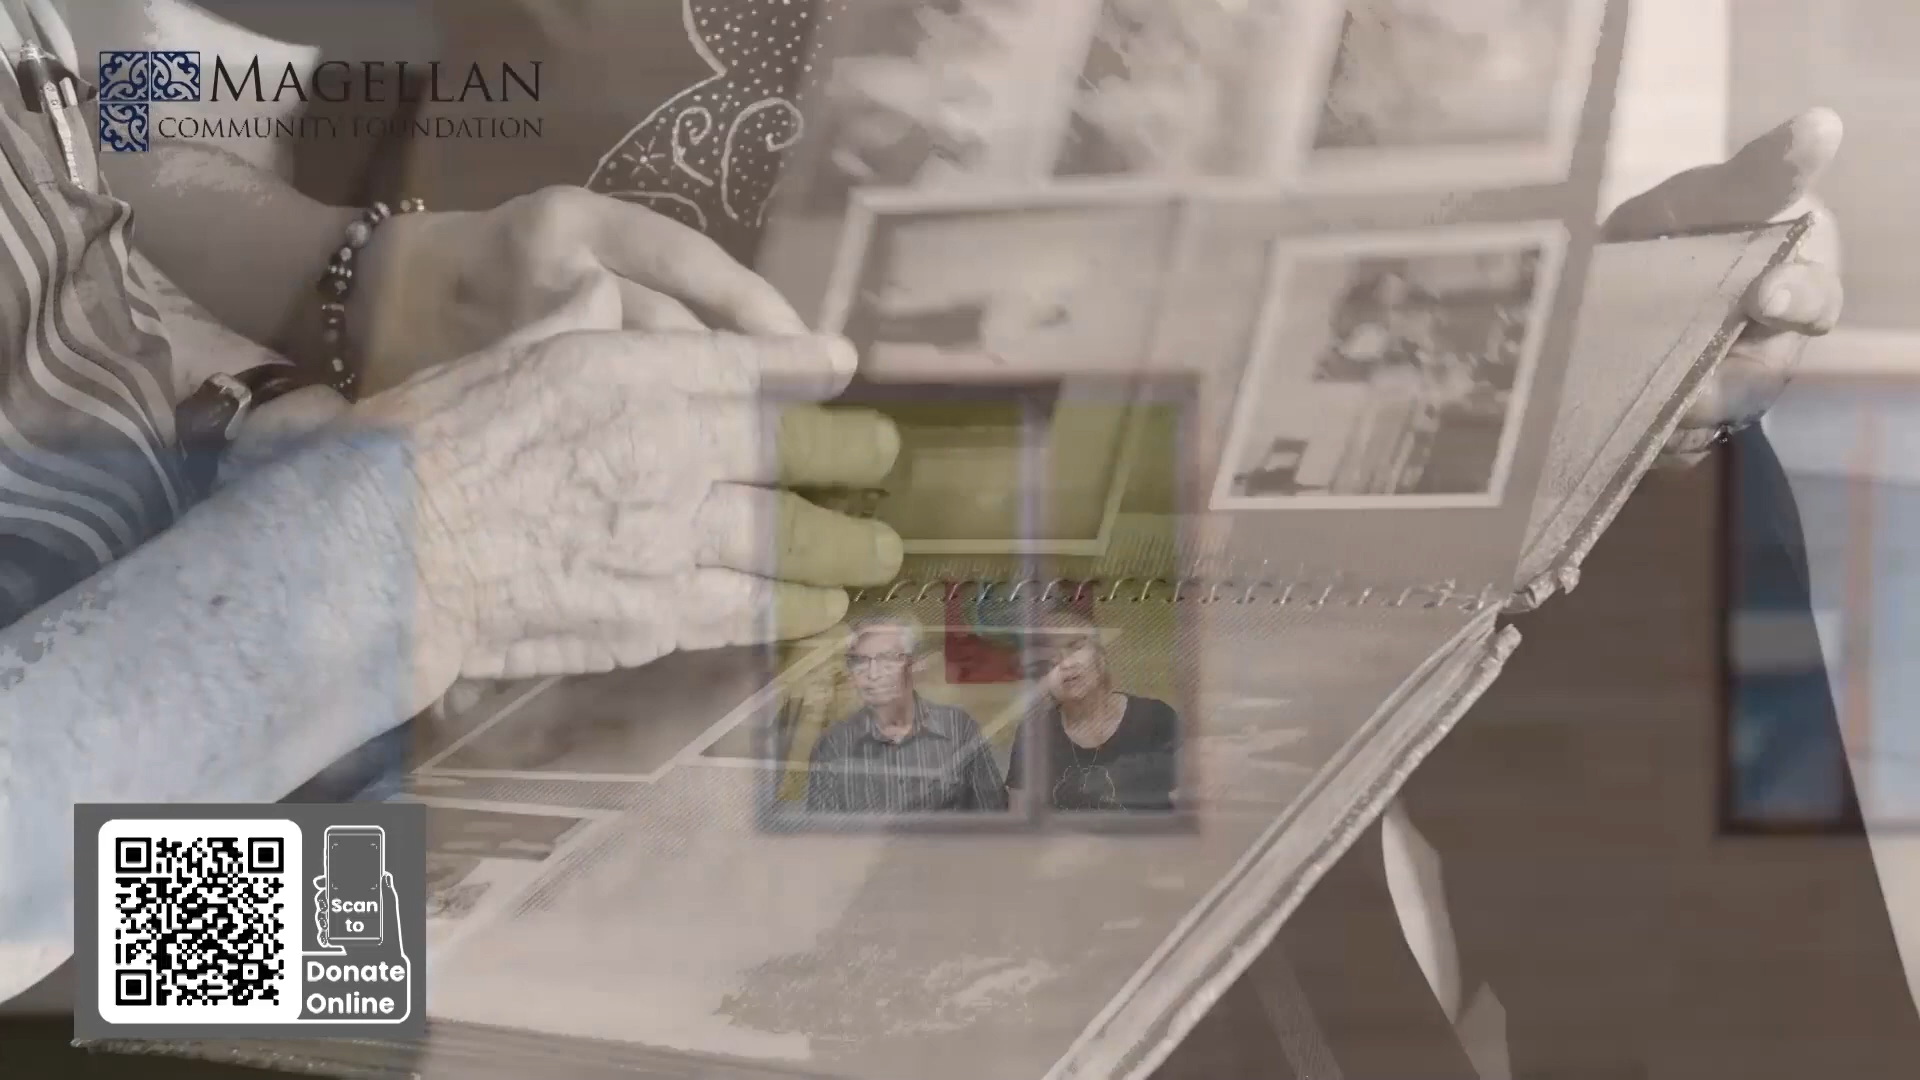 MAGELLAN
COMMUNITY FOUNDATION
Scan
to
Donate
Online